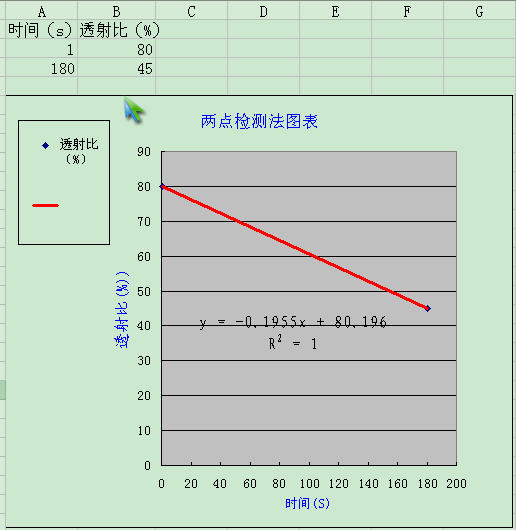 A B C D E F G
时间（s） 透射比（%）
1 80
180 45
两点检测法图表
透射比
（%）
透射比(%))
90
80
70
60
50
40
30
20
10
0
y = -0.1955x + 80.196
R² = 1
0 20 40 60 80 100 120 140 160 180 200
时间(S)